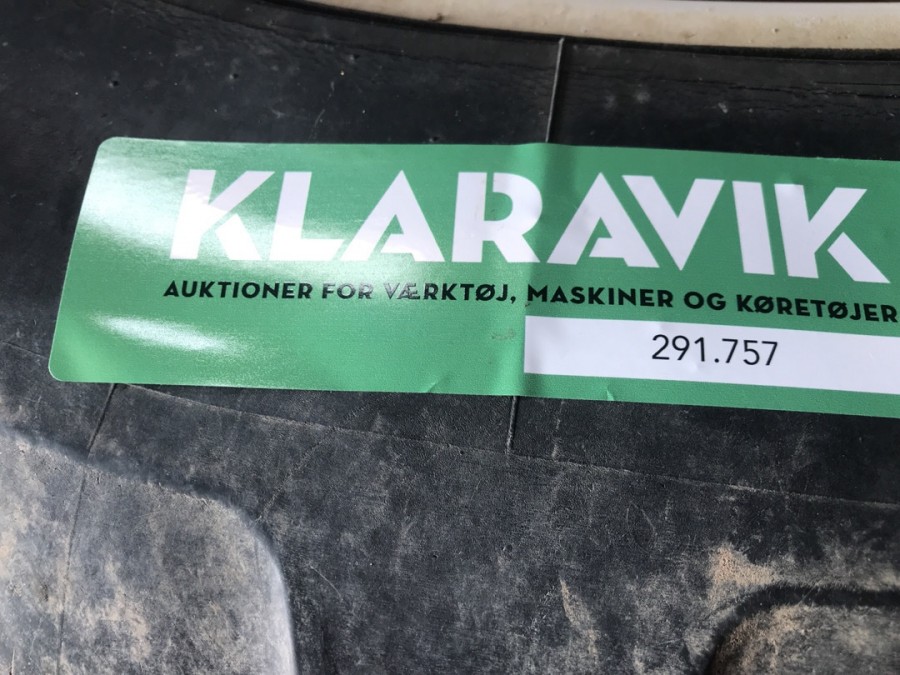 KLARAVIK
AUKTIONER FOR VÆRKTØJ, MASKINER OG KØRETØJER
291.757